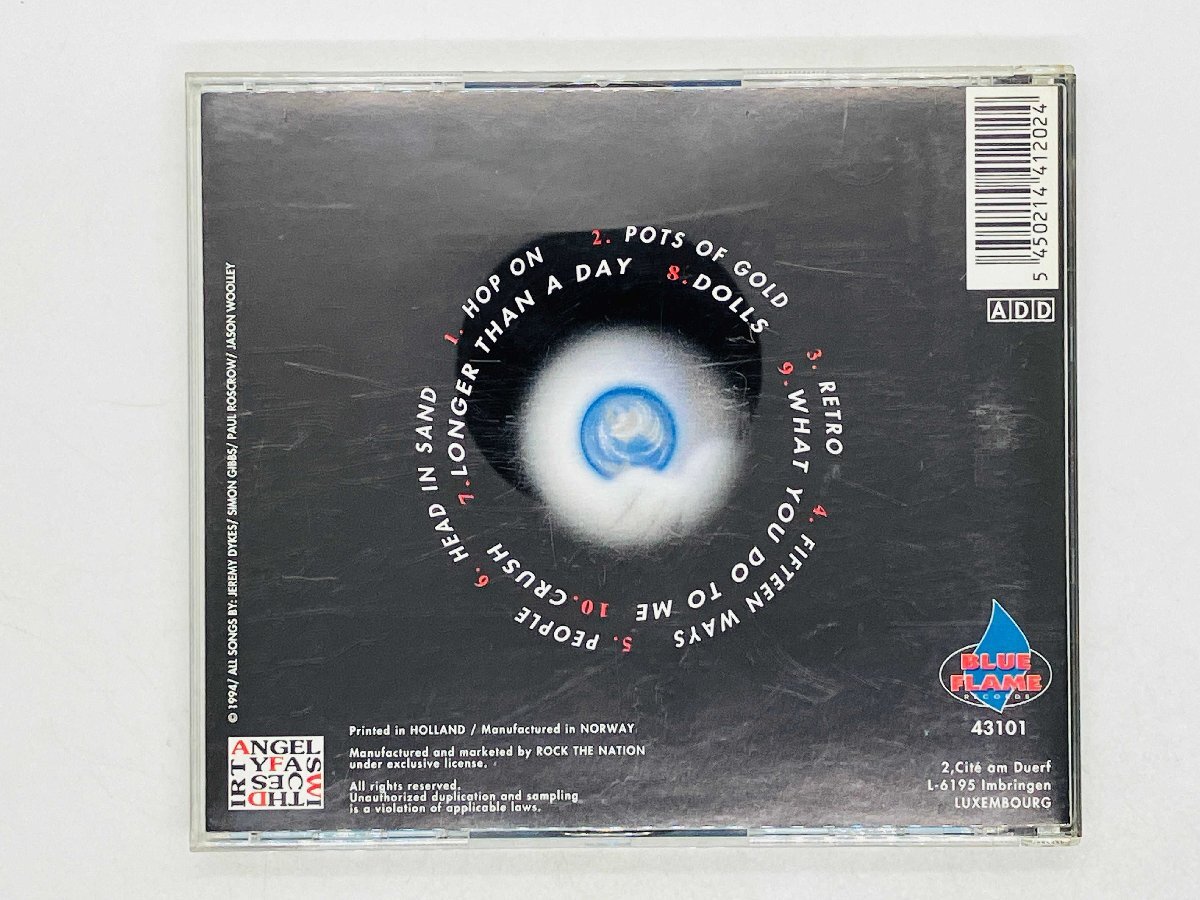 1. HOP ON
2. POTS OF GOLD
3. RETRO
4. FIFTEEN WAYS
5. PEOPLE
6. HEAD IN SAND
7. LONGER THAN A DAY
8. DOLLS
9. WHAT YOU DO TO ME
10. CRUSH
5 450214 412024
ADD
© 1994/ ALL SONGS BY: JEREMY DYKES/ SIMON GIBBS/ PAUL ROSCROW/ JASON WOOLLEY
BLUE
FLAME
RECORDS
43101
2,Cité am Duerf
L-6195 Imbringen
LUXEMBOURG
ANGELSWITHDIRTYFACES
Printed in HOLLAND / Manufactured in NORWAY
Manufactured and marketed by ROCK THE NATION
under exclusive license.
All rights reserved.
Unauthorized duplication and sampling
is a violation of applicable laws.